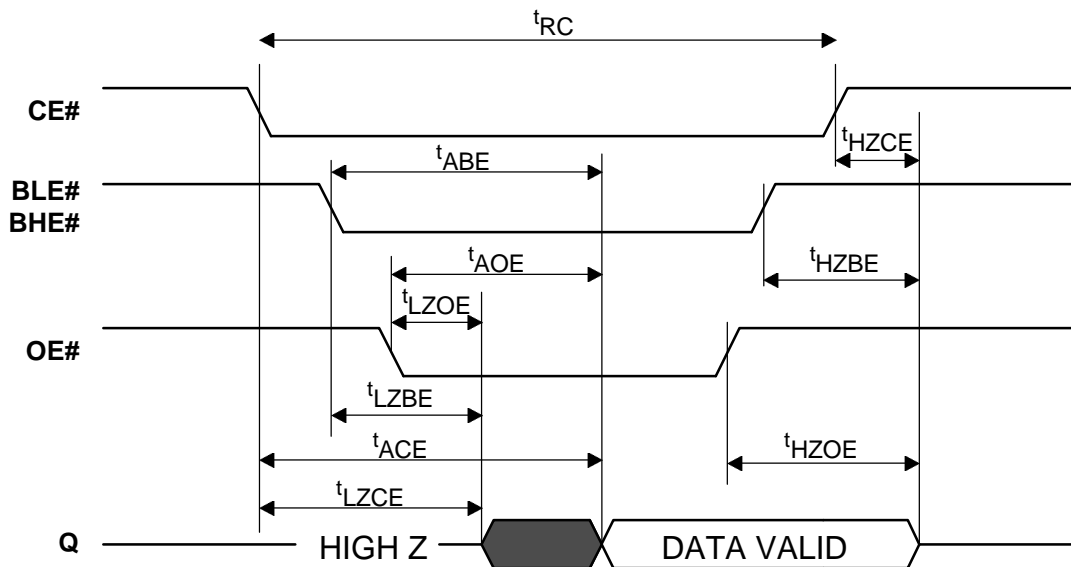 tRC
CE#
tHZCE
tABE
BLE#
BHE#
tAOE
tHZBE
tLZOE
OE#
tLZBE
tACE
tHZOE
tLZCE
Q
HIGH Z
DATA VALID